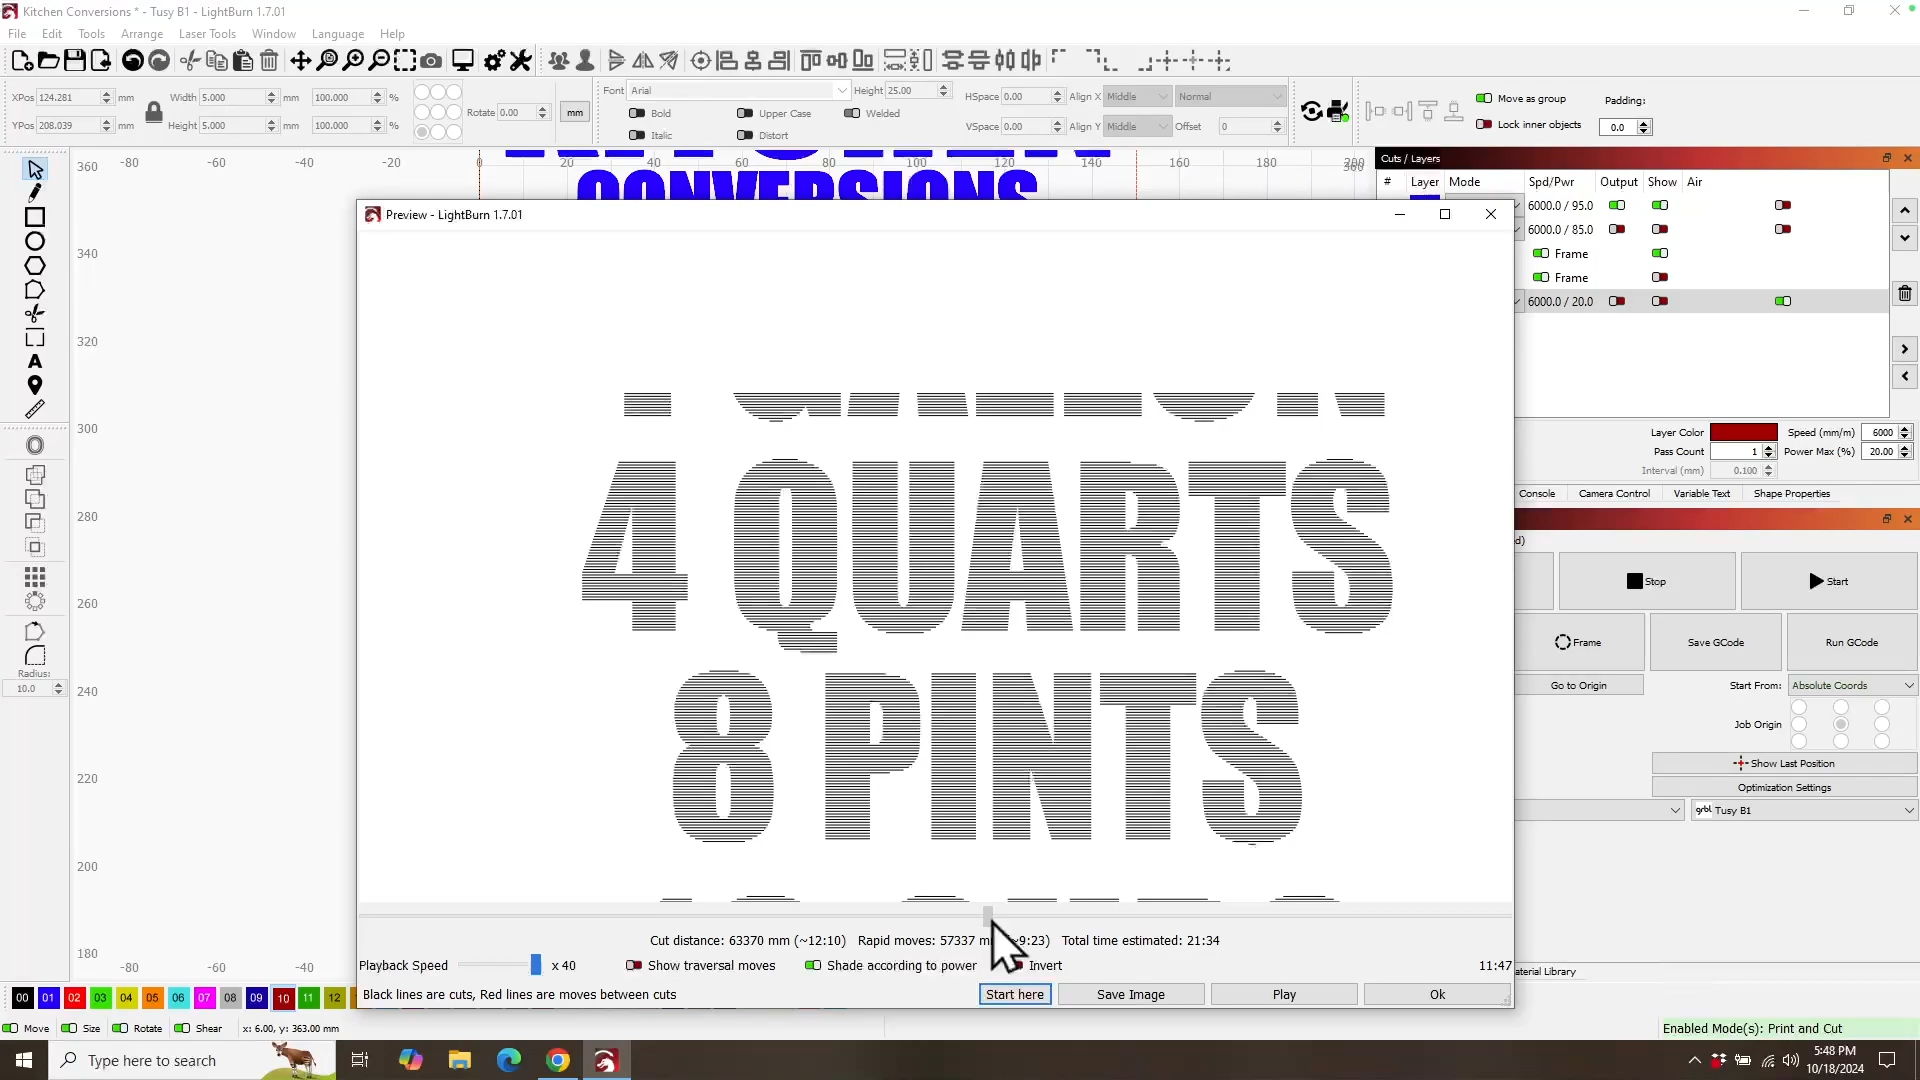 Kitchen Conversions * - Tusy B1 - LightBurn 1.7.01
File Edit Tools Arrange Laser Tools Window Language Help
XPos 124.281 mm Width 5.000 mm 100.000 % Rotate 0.00 mm
YPos 208.039 mm Height 5.000 mm 100.000 %
Font Arial Height 25.00 HSpace 0.00 Align X Middle Normal
Bold Upper Case Welded
Italic Distort
VSpace 0.00 Align Y Middle Offset 0
Move as group Padding:
Lock inner objects 0.0
-80 -60 -40 -20 0 20 40 60 80 100 120 140 160 180 200
360 340 320 300 280 260 240 220 200 180
CONVERSIONS
Preview - LightBurn 1.7.01
4 QUARTS
8 PINTS
Cut distance: 63370 mm (~12:10) Rapid moves: 57337 m ~9:23) Total time estimated: 21:34
Playback Speed x 40 Show traversal moves Shade according to power Invert 11:47
Black lines are cuts, Red lines are moves between cuts
Start here Save Image Play Ok
Cuts / Layers
# Layer Mode Spd/Pwr Output Show Air
6000.0 / 95.0
6000.0 / 85.0
Frame
Frame
6000.0 / 20.0
Layer Color Speed (mm/m) 6000
Pass Count 1 Power Max (%) 20.00
Interval (mm) 0.100
Console Camera Control Variable Text Shape Properties
Stop Start
Frame Save GCode Run GCode
Go to Origin Start From: Absolute Coords
Job Origin
Show Last Position
Optimization Settings
grbl Tusy B1
aterial Library
Radius:
10.0
-80 -60 -40
00 01 02 03 04 05 06 07 08 09 10 11 12
Move Size Rotate Shear x: 6.00, y: 363.00 mm
Enabled Mode(s): Print and Cut
Type here to search
5:48 PM
10/18/2024